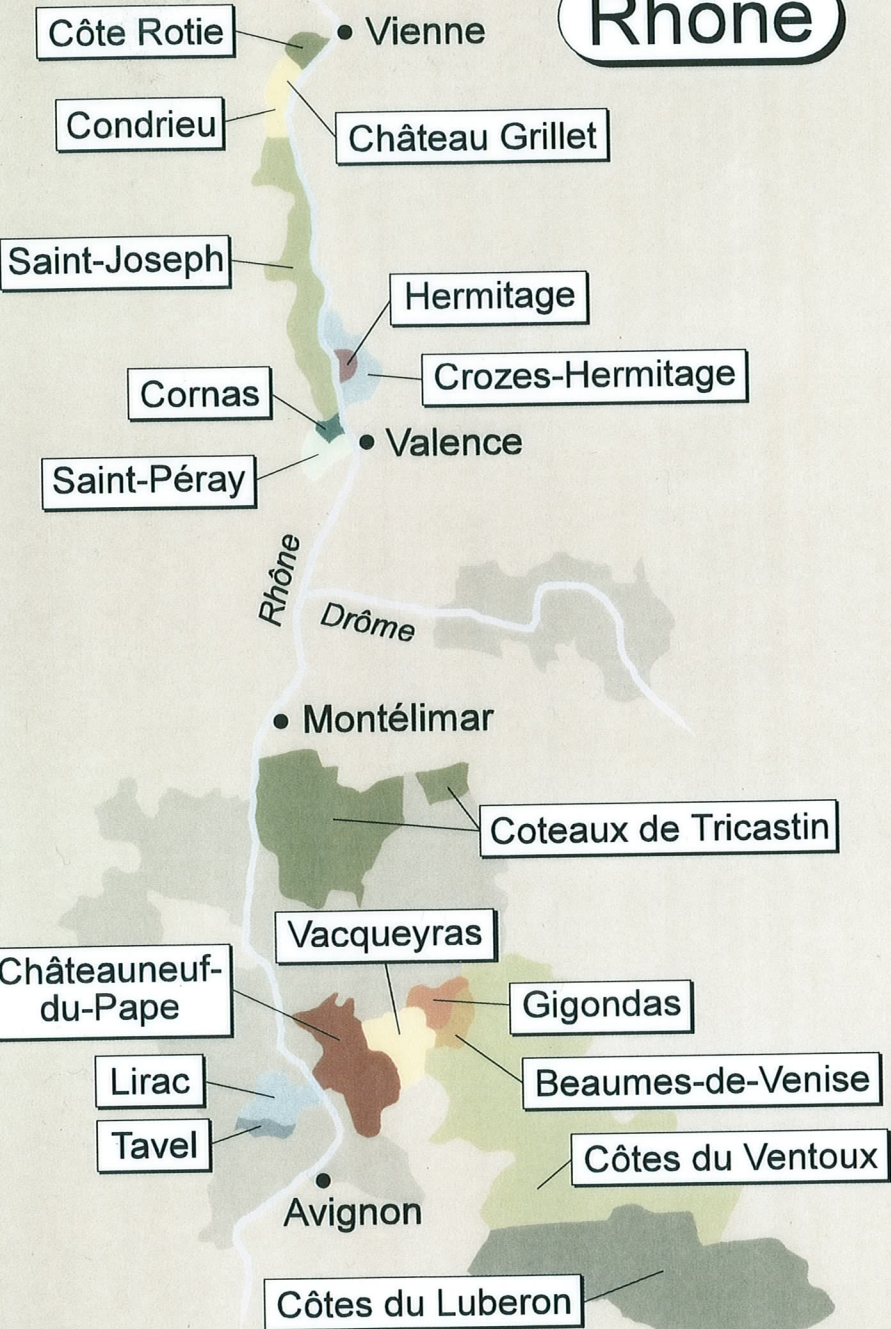 Rhône
Côte Rotie
Vienne
Condrieu
Château Grillet
Saint-Joseph
Hermitage
Crozes-Hermitage
Cornas
Valence
Saint-Péray
Rhône
Drôme
Montélimar
Coteaux de Tricastin
Vacqueyras
Châteauneuf-
du-Pape
Gigondas
Lirac
Beaumes-de-Venise
Tavel
Côtes du Ventoux
Avignon
Côtes du Luberon